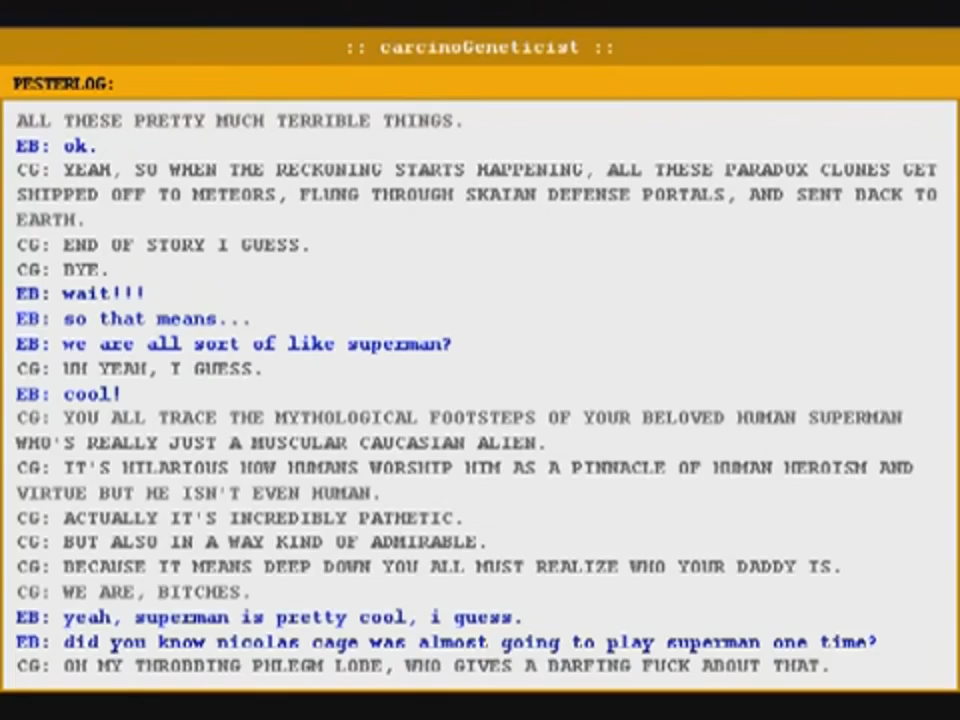 :: carcinoGeneticist ::
PESTERLOG:
ALL THESE PRETTY MUCH TERRIBLE THINGS.
EB: ok.
CG: YEAH, SO WHEN THE RECKONING STARTS HAPPENING, ALL THESE PARADOX CLONES GET
SHIPPED OFF TO METEORS, FLUNG THROUGH SKAIAN DEFENSE PORTALS, AND SENT BACK TO
EARTH.
CG: END OF STORY I GUESS.
CG: BYE.
EB: wait!!!
EB: so that means...
EB: we are all sort of like superman?
CG: UH YEAH, I GUESS.
EB: cool!
CG: YOU ALL TRACE THE MYTHOLOGICAL FOOTSTEPS OF YOUR BELOVED HUMAN SUPERMAN
WHO'S REALLY JUST A MUSCULAR CAUCASIAN ALIEN.
CG: IT'S HILARIOUS HOW HUMANS WORSHIP HIM AS A PINNACLE OF HUMAN HEROISM AND
VIRTUE BUT HE ISN'T EVEN HUMAN.
CG: ACTUALLY IT'S INCREDIBLY PATHETIC.
CG: BUT ALSO IN A WAY KIND OF ADMIRABLE.
CG: BECAUSE IT MEANS DEEP DOWN YOU ALL MUST REALIZE WHO YOUR DADDY IS.
CG: WE ARE, BITCHES.
EB: yeah, superman is pretty cool, i guess.
EB: did you know nicolas cage was almost going to play superman one time?
CG: OH MY THROBBING PHLEGM LOBE, WHO GIVES A BARFING FUCK ABOUT THAT.